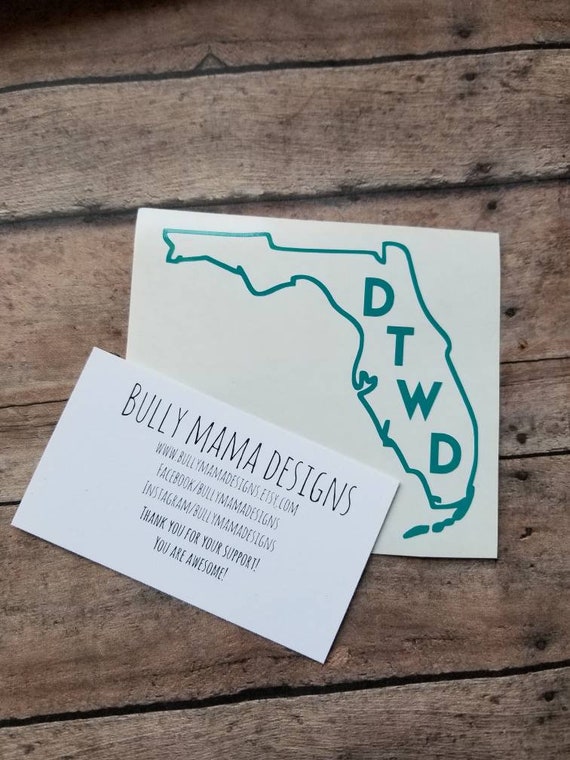 D
T
W
D
Bully Mama Designs
www.bullymamadesigns.etsy.com
Facebook/bullymamadesigns
Instagram/bullymamadesigns
Thank you for your support!
You are awesome!